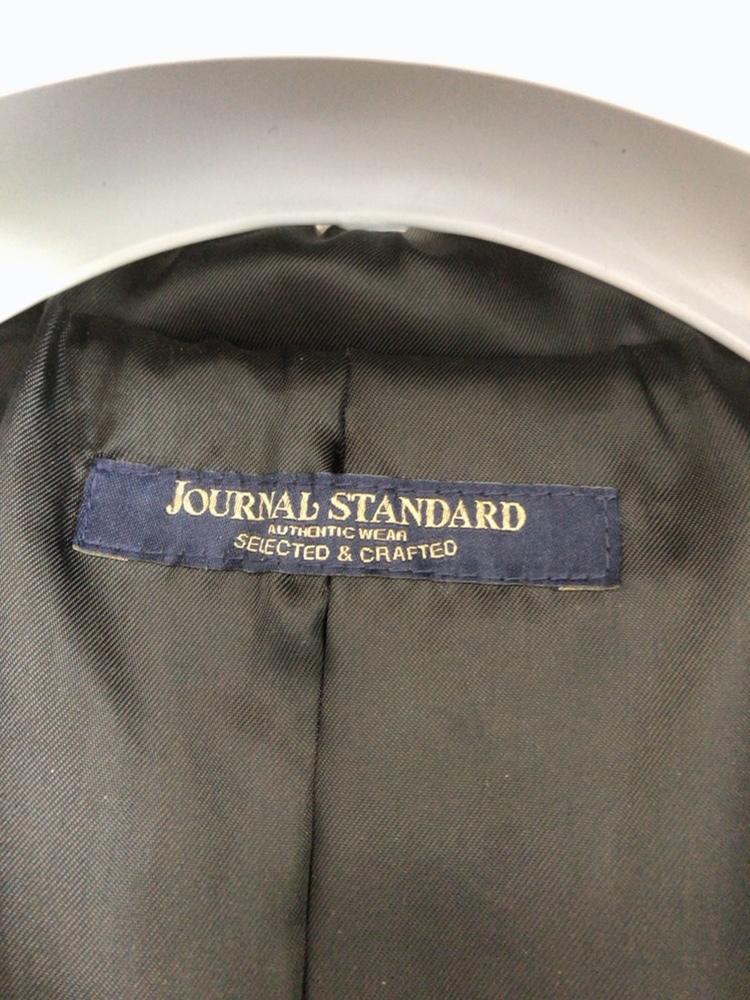 JOURNAL STANDARD
AUTHENTIC WEAR
SELECTED & CRAFTED